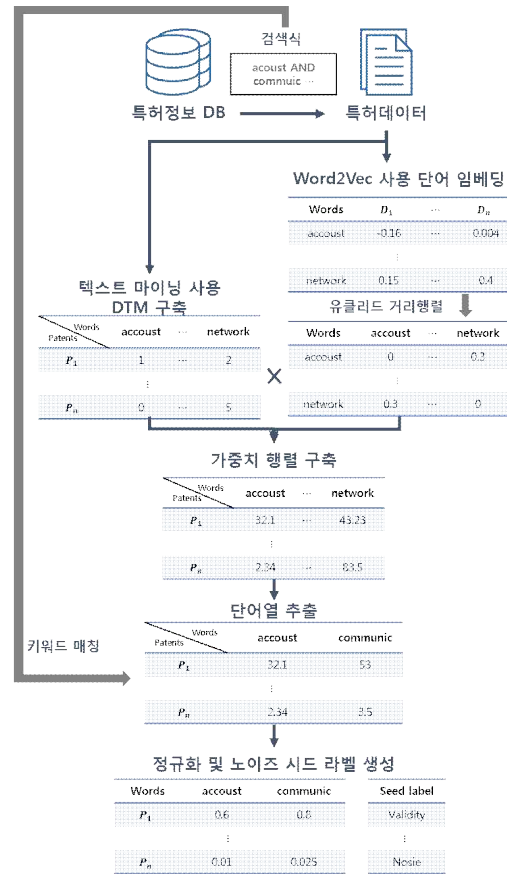 검색식
acoust AND
commuic ...
특허정보 DB
특허데이터
Word2Vec 사용 단어 임베딩
Words D₁ ... Dₙ
accoust -0.16 ... 0.004
⋮
network 0.15 ... 0.4
유클리드 거리행렬
텍스트 마이닝 사용
DTM 구축
Words
Patents accoust ... network
P₁ 1 ... 2
⋮
Pₙ 0 ... 5
×
Words accoust ... network
accoust 0 ... 0.3
⋮
network 0.3 ... 0
가중치 행렬 구축
Words
Patents accoust ... network
P₁ 32.1 ... 43.23
⋮
Pₙ 2.34 ... 83.5
단어열 추출
키워드 매칭
Words
Patents accoust communic
P₁ 32.1 53
⋮
Pₙ 2.34 3.5
정규화 및 노이즈 시드 라벨 생성
Words accoust communic Seed label
P₁ 0.6 0.8 Validity
⋮ ⋮
Pₙ 0.01 0.025 Nosie